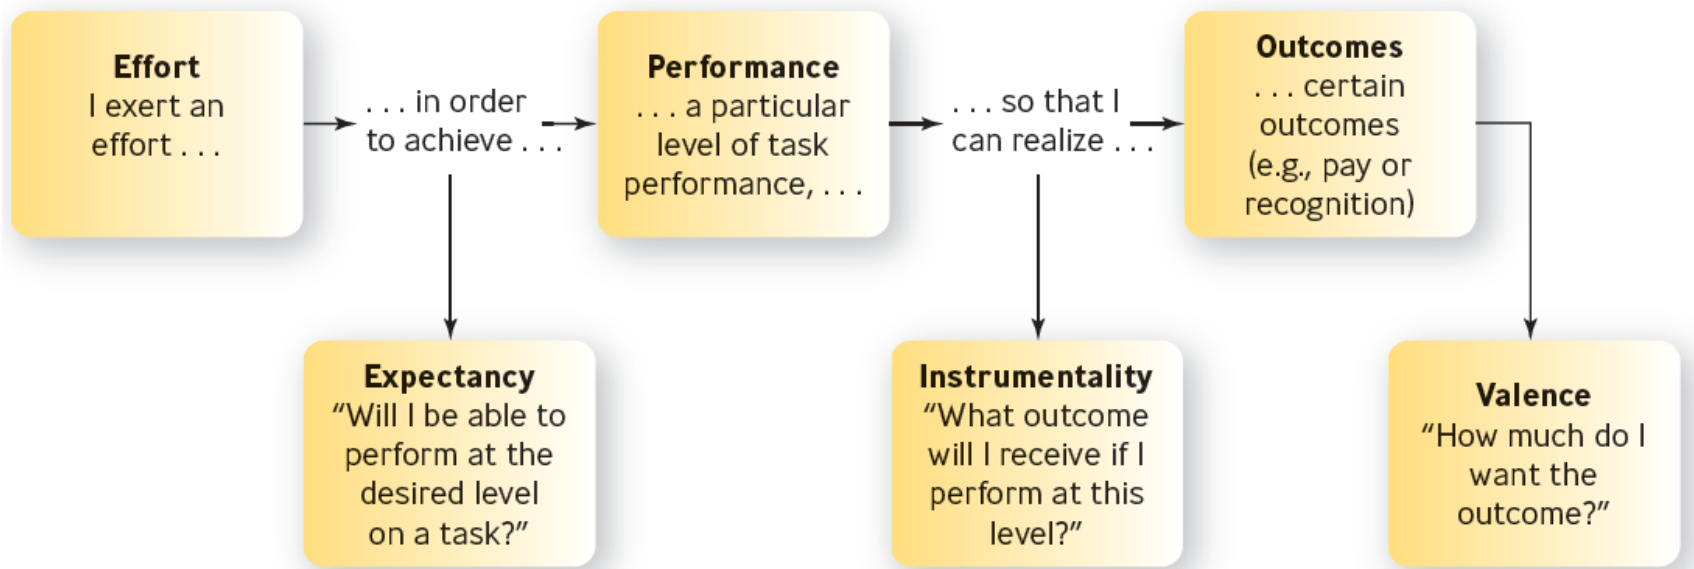 Effort
I exert an
effort . . .
. . . in order
to achieve . . .
Performance
. . . a particular
level of task
performance, . . .
. . . so that I
can realize . . .
Outcomes
. . . certain
outcomes
(e.g., pay or
recognition)
Expectancy
“Will I be able to
perform at the
desired level
on a task?”
Instrumentality
“What outcome
will I receive if I
perform at this
level?”
Valence
“How much do I
want the
outcome?”